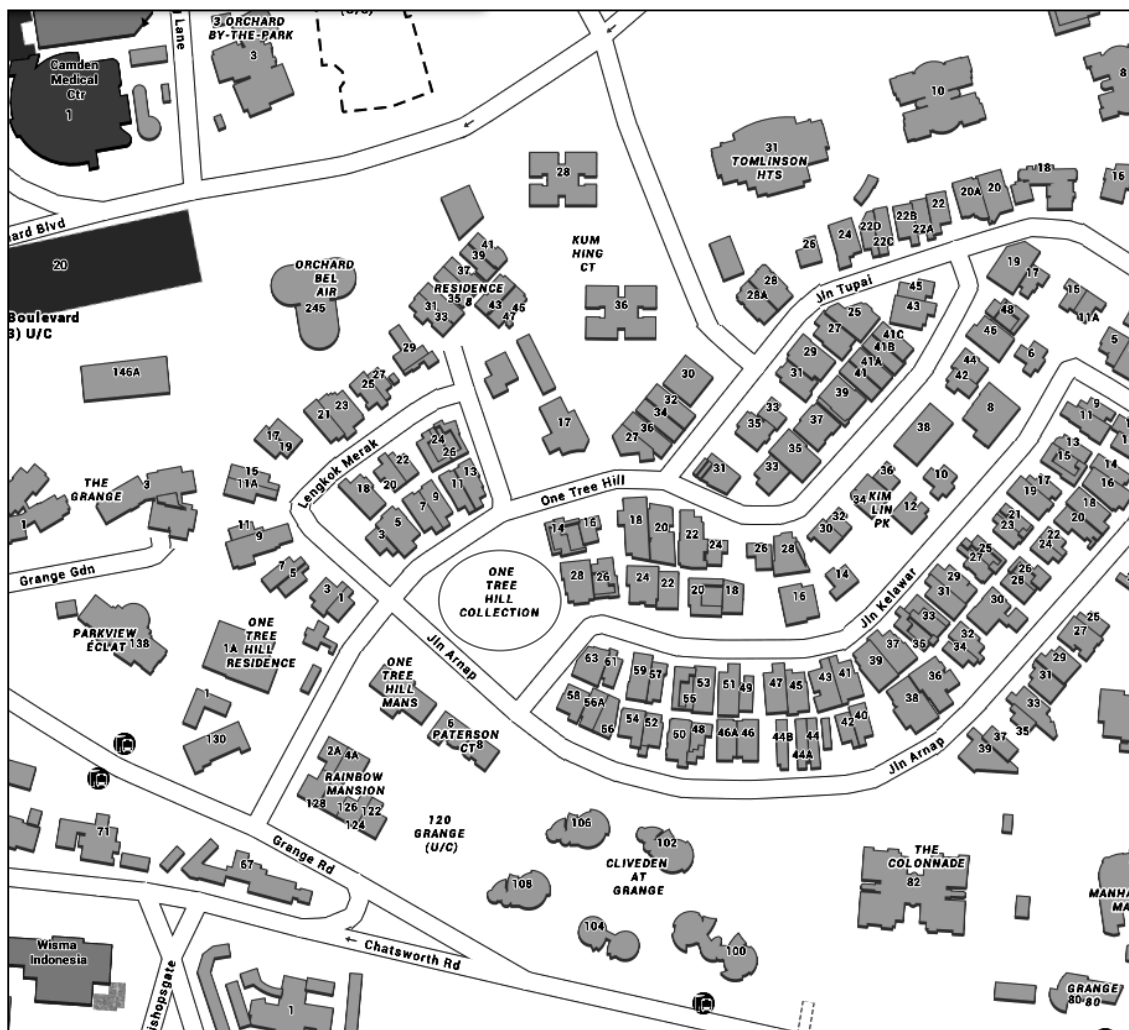 Lane
3 ORCHARD
BY-THE-PARK
(U/C)
3
Camden
Medical
Ctr
1
10
8
31
TOMLINSON
HTS
28
18
16
20A
20
22
22B
22A
22D
22C
24
26
ard Blvd
20
Boulevard
3) U/C
KUM
HING
CT
41
39
37
RESIDENCE
8
35
31
33
43
45
47
ORCHARD
BEL
AIR
245
36
28
28A
Jln Tupai
19
17
15
11A
45
43
48
46
5
6
25
27
41C
41B
41A
41
39
29
31
44
42
146A
29
27
25
23
21
17
19
30
32
34
36
27
17
8
38
33
35
37
35
33
31
9
11
13
15
14
16
Lengkok Merak
24
26
22
20
18
13
11
9
7
5
3
15
11A
THE
GRANGE
3
1
One Tree Hill
36
34
KIM
LIN
PK
10
12
32
30
17
19
18
20
21
23
22
24
14
16
18
20
22
24
26
28
11
9
7
5
3
1
Grange Gdn
ONE
TREE
HILL
COLLECTION
28
26
24
22
20
18
16
14
25
27
26
28
29
31
30
33
35
32
34
Jln Kelawar
25
27
29
31
33
35
37
39
PARKVIEW
ÉCLAT
138
ONE
TREE
HILL
RESIDENCE
1A
Jln Arnap
ONE
TREE
HILL
MANS
63
61
59
57
55
53
51
49
47
45
43
41
39
37
36
38
58
56A
56
54
52
50
48
46A
46
44B
44
44A
42
40
1
130
6
PATERSON
CT
8
2A
4A
RAINBOW
MANSION
128
126
122
124
Jln Arnap
120
GRANGE
(U/C)
106
102
CLIVEDEN
AT
GRANGE
108
104
100
THE
COLONNADE
82
71
67
Grange Rd
Chatsworth Rd
Wisma
Indonesia
ishopsgate
1
MANHA
MA
GRANGE
80
80